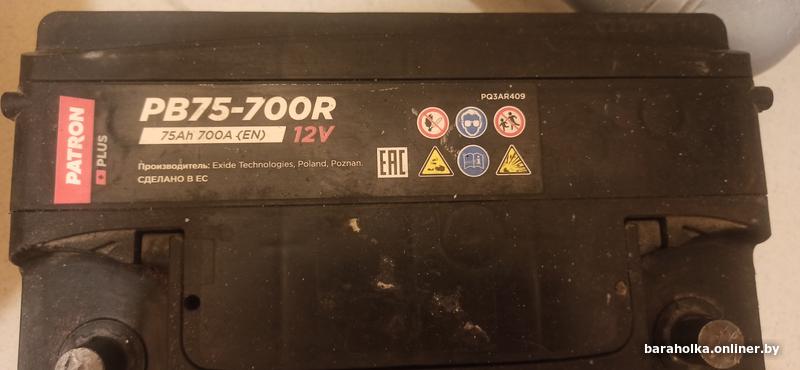 PATRON
PLUS
PB75-700R
75Ah 700A (EN) 12V
Производитель: Exide Technologies, Poland, Poznan.
СДЕЛАНО В ЕС
PQ3AR409
EAC
baraholka.onliner.by